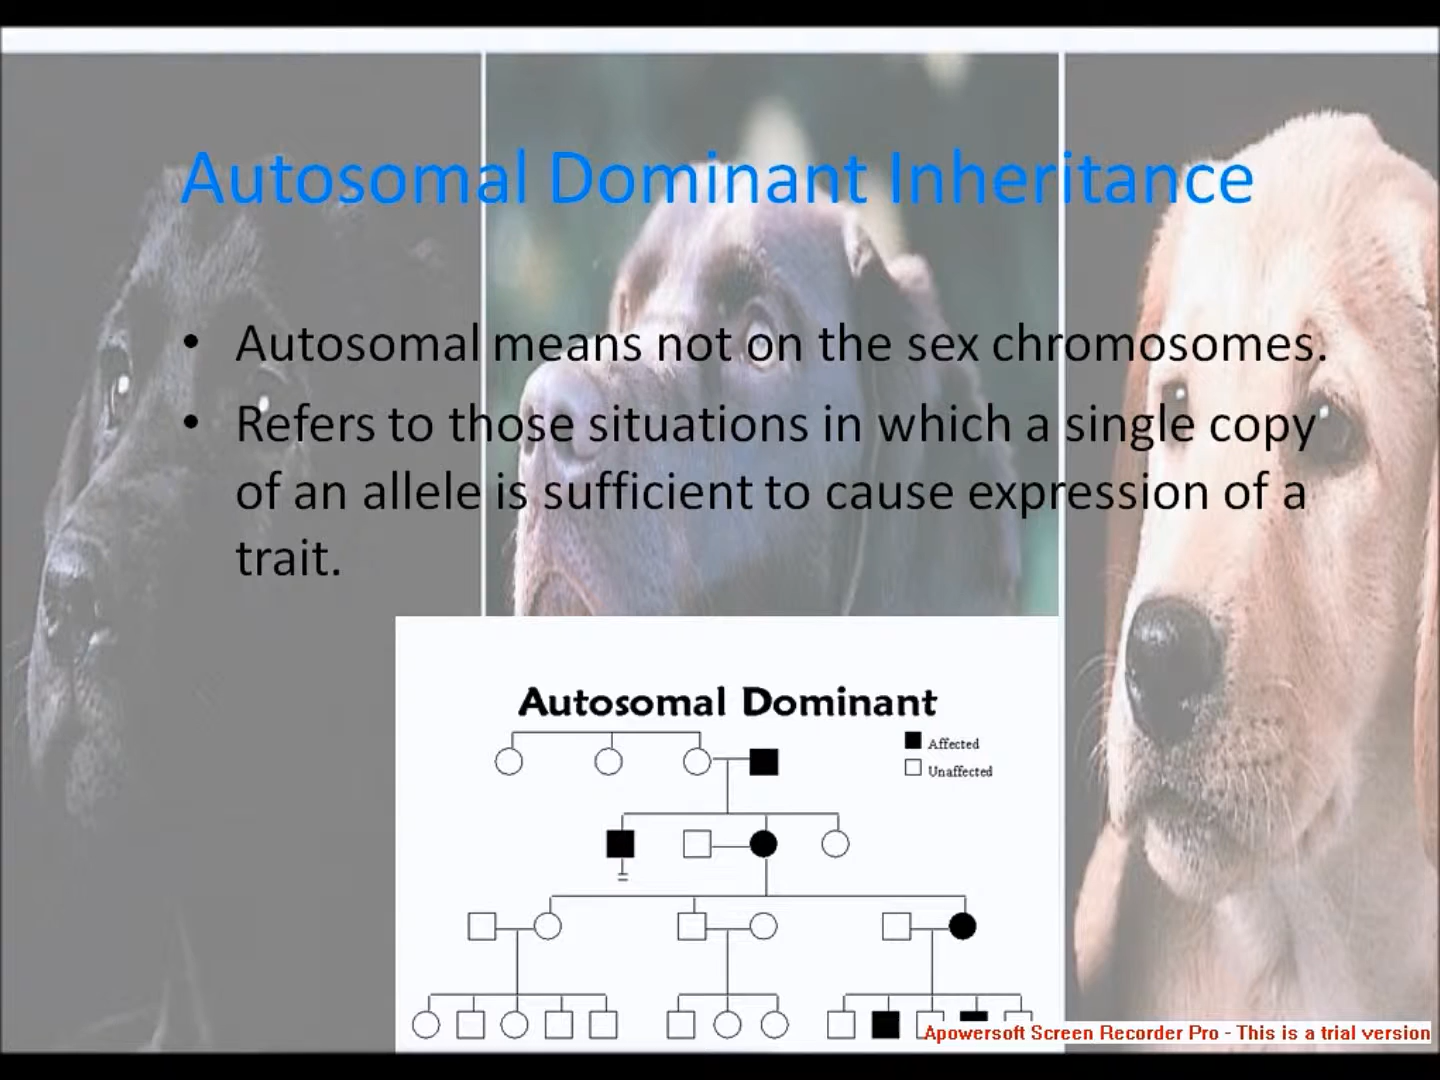 Autosomal Dominant Inheritance
• Autosomal means not on the sex chromosomes.
• Refers to those situations in which a single copy
of an allele is sufficient to cause expression of a
trait.
Autosomal Dominant
Affected
Unaffected
Apowersoft Screen Recorder Pro - This is a trial version